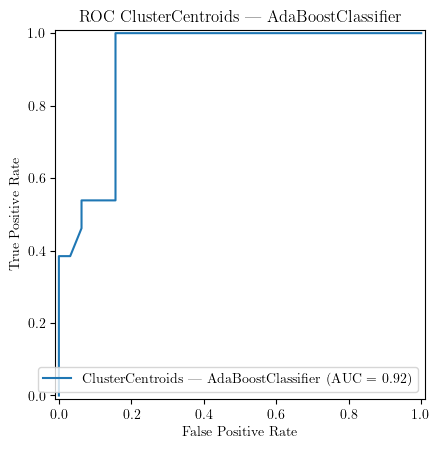 ROC ClusterCentroids — AdaBoostClassifier
1.0
0.8
0.6
0.4
0.2
0.0
True Positive Rate
ClusterCentroids — AdaBoostClassifier (AUC = 0.92)
0.0 0.2 0.4 0.6 0.8 1.0
False Positive Rate